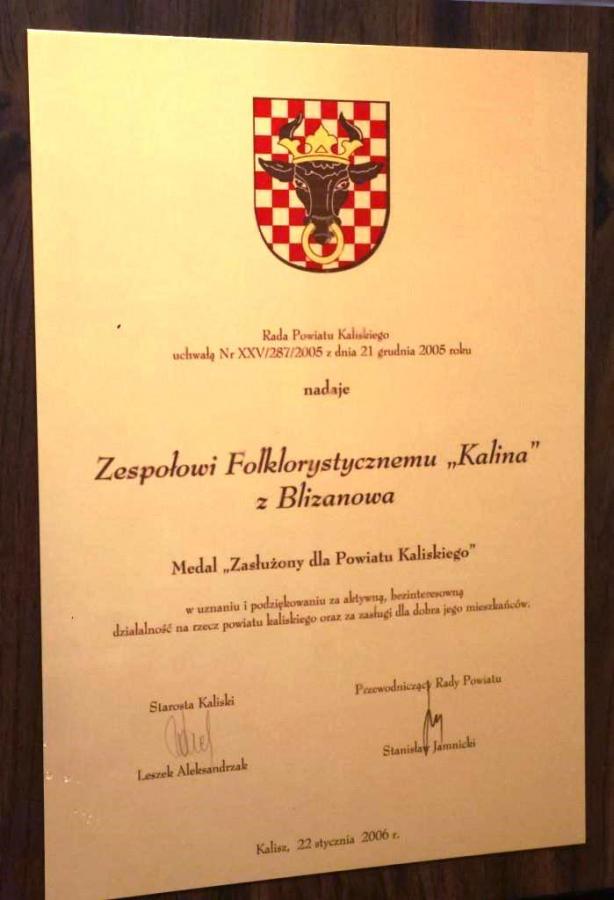 Rada Powiatu Kaliskiego
uchwałą Nr XXV/287/2005 z dnia 21 grudnia 2005 roku
nadaje
Zespołowi Folklorystycznemu „Kalina”
z Blizanowa
Medal „Zasłużony dla Powiatu Kaliskiego”
w uznaniu i podziękowaniu za aktywną, bezinteresowną
działalność na rzecz powiatu kaliskiego oraz za zasługi dla dobra jego mieszkańców.
Starosta Kaliski
Leszek Aleksandrzak
Przewodniczący Rady Powiatu
Stanisław Jamnicki
Kalisz, 22 stycznia 2006 r.